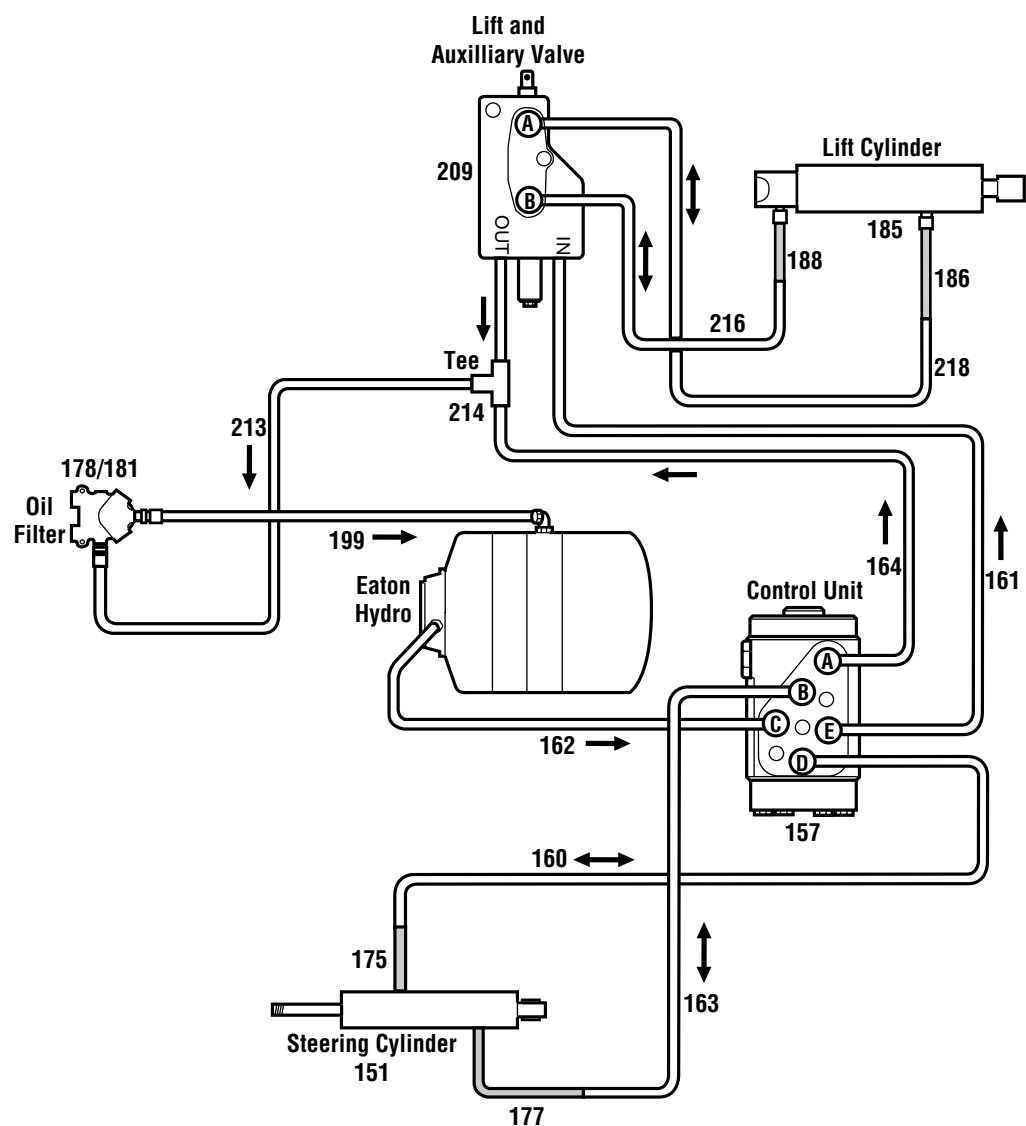 Lift and
Auxilliary Valve
A
209
B
OUT
IN
Lift Cylinder
185
188
186
216
218
Tee
214
213
178/181
Oil
Filter
199
Eaton
Hydro
164
161
Control Unit
A
B
C
E
D
162
157
160
175
163
Steering Cylinder
151
177